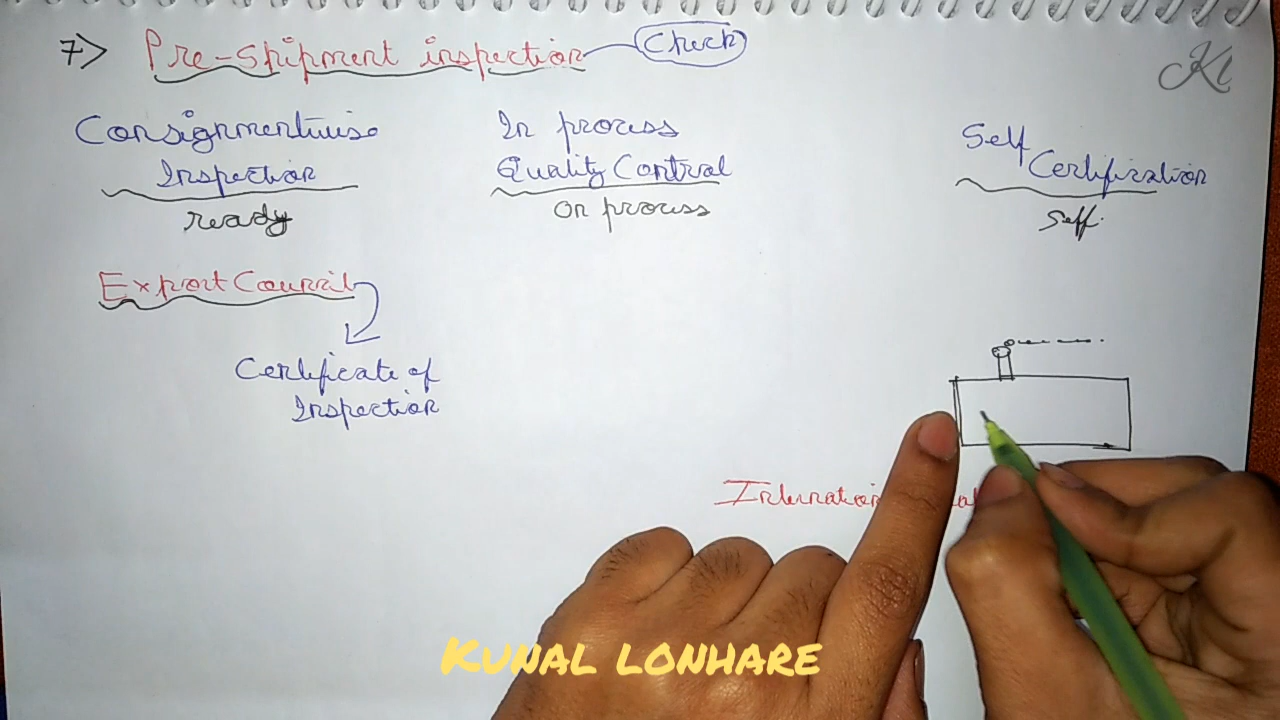 7> Pre-shipment inspection Check
Kl
Consignmentwise
Inspection
ready
In process
Quality Control
on process
Self
Certification
Self.
Export Council
Certificate of
Inspection
KUNAL LONHARE